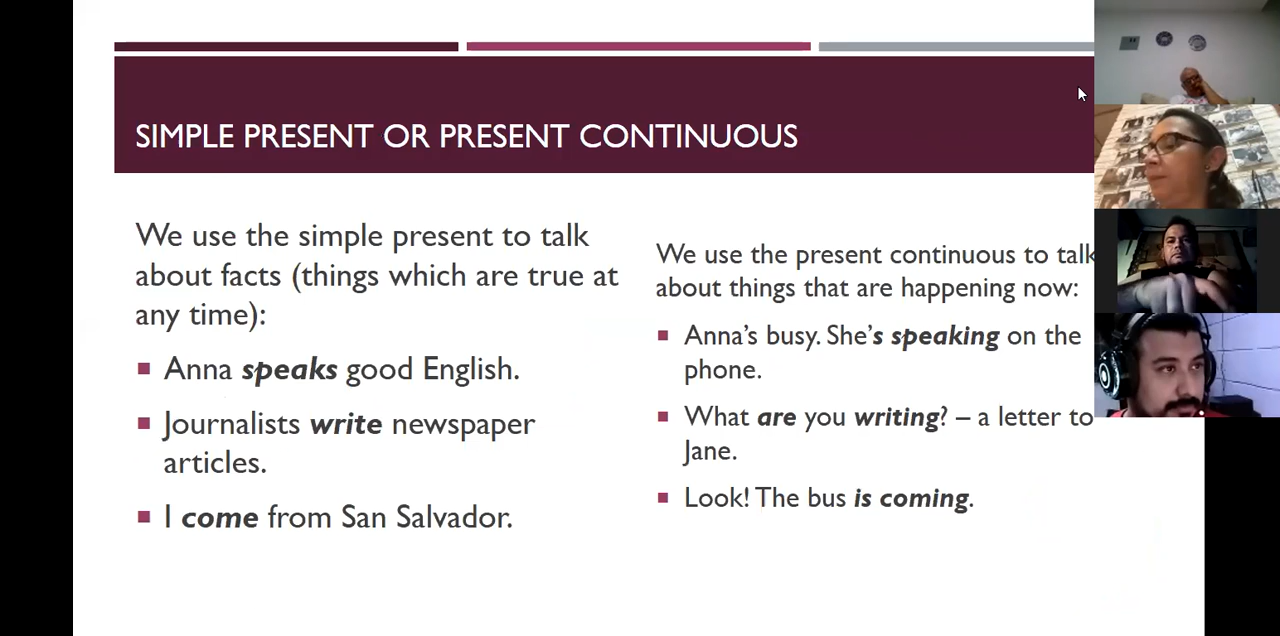 SIMPLE PRESENT OR PRESENT CONTINUOUS
We use the simple present to talk
about facts (things which are true at
any time):
Anna speaks good English.
Journalists write newspaper
articles.
I come from San Salvador.
We use the present continuous to talk
about things that are happening now:
Anna’s busy. She’s speaking on the
phone.
What are you writing? – a letter to
Jane.
Look! The bus is coming.